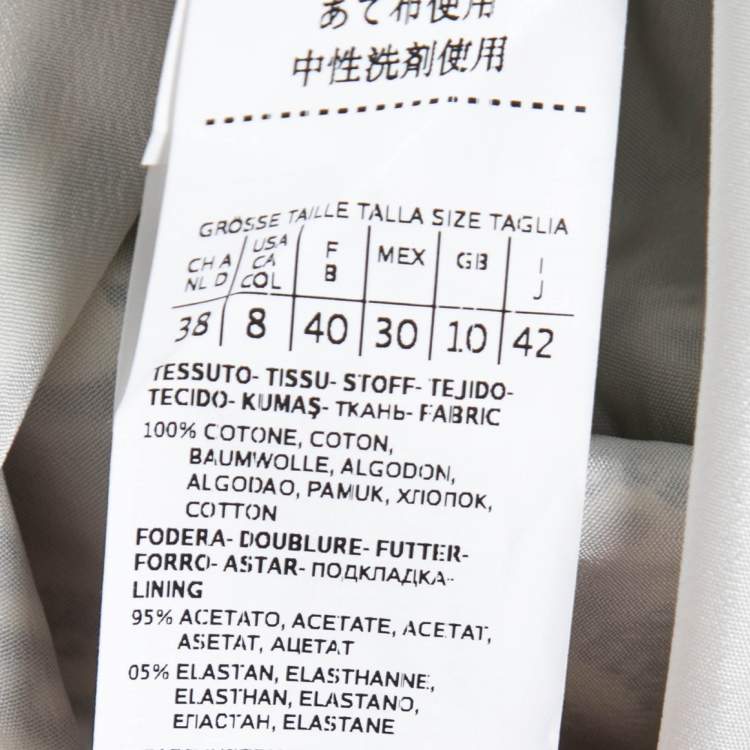 あて布使用
中性洗剤使用
GRÖSSE TAILLE TALLA SIZE TAGLIA
CH A NL D USA CA COL F B MEX GB I J
38 8 40 30 10 42
TESSUTO- TISSU- STOFF- TEJIDO-
TECIDO- KUMAŞ- ТКАНЬ- FABRIC
100% COTONE, COTON,
BAUMWOLLE, ALGODON,
ALGODAO, PAMUK, ХЛОПОК,
COTTON
FODERA- DOUBLURE- FUTTER-
FORRO- ASTAR- ПОДКЛАДКА-
LINING
95% ACETATO, ACETATE, ACETAT,
ASETAT, АЦЕТАТ
05% ELASTAN, ELASTHANNE,
ELASTHAN, ELASTANO,
ЕЛАСТАН, ELASTANE